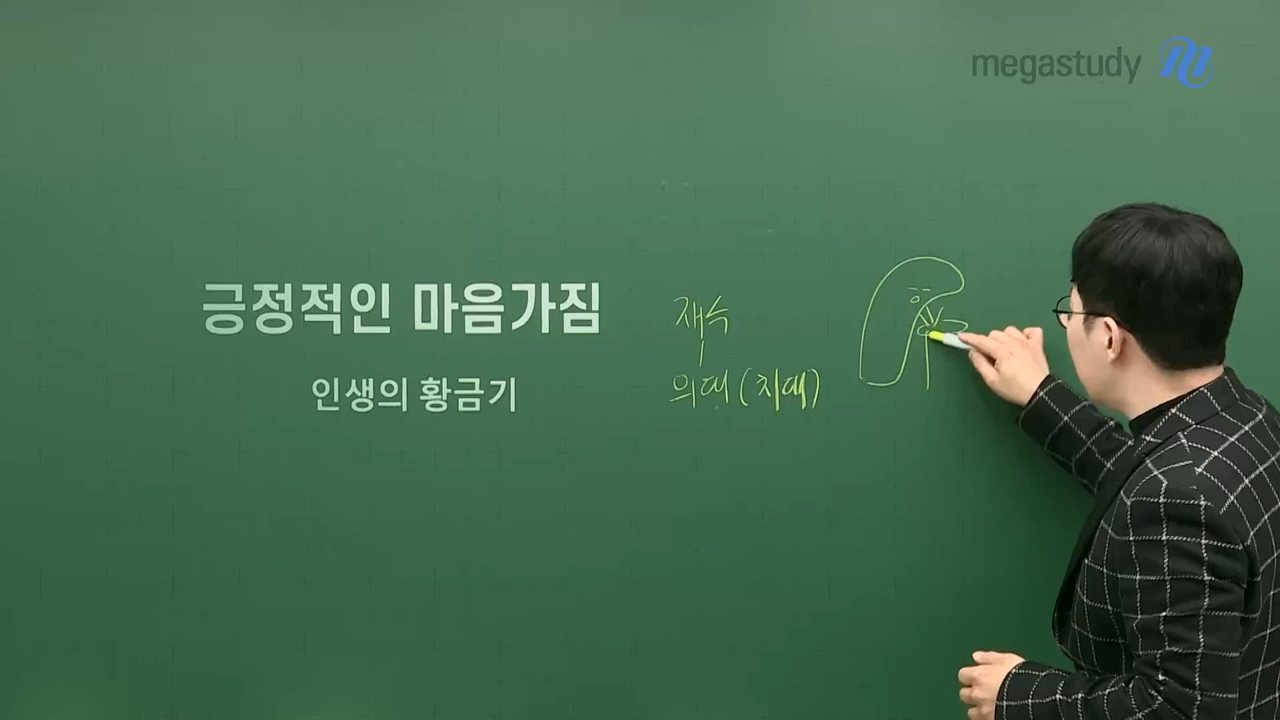 megastudy
긍정적인 마음가짐
인생의 황금기
재수
의대(치대)